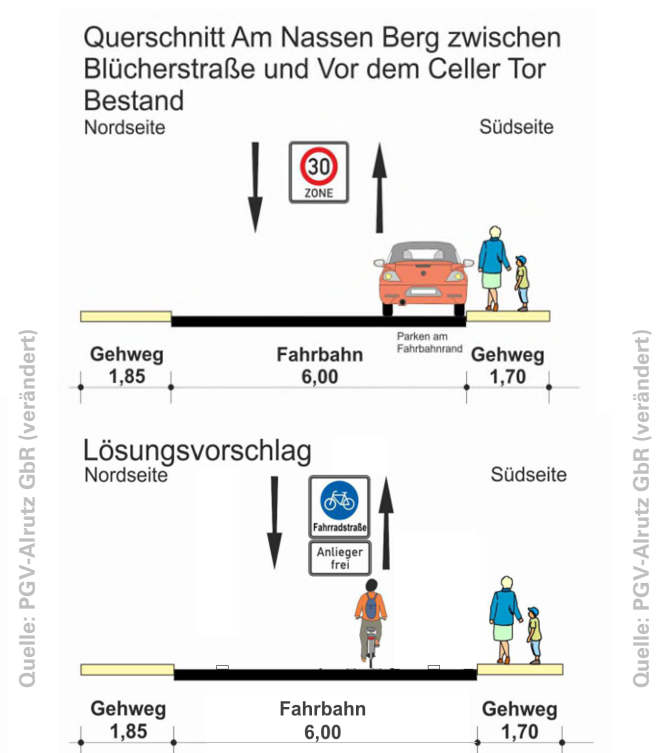 Querschnitt Am Nassen Berg zwischen
Blücherstraße und Vor dem Celler Tor
Bestand
Nordseite
Südseite
30
ZONE
Parken am
Fahrbahnrand
Gehweg
Fahrbahn
Gehweg
1,85
6,00
1,70
Lösungsvorschlag
Nordseite
Südseite
Fahrradstraße
Anlieger
frei
Gehweg
Fahrbahn
Gehweg
1,85
6,00
1,70
Quelle: PGV-Alrutz GbR (verändert)
Quelle: PGV-Alrutz GbR (verändert)